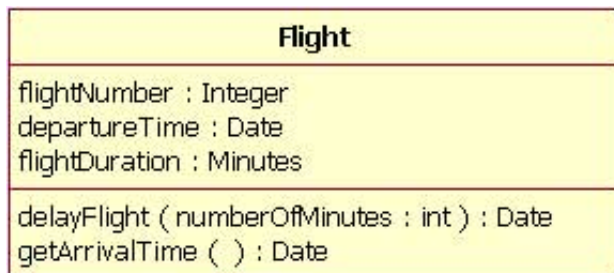 Flight
flightNumber : Integer
departureTime : Date
flightDuration : Minutes
delayFlight ( numberOfMinutes : int ) : Date
getArrivalTime ( ) : Date